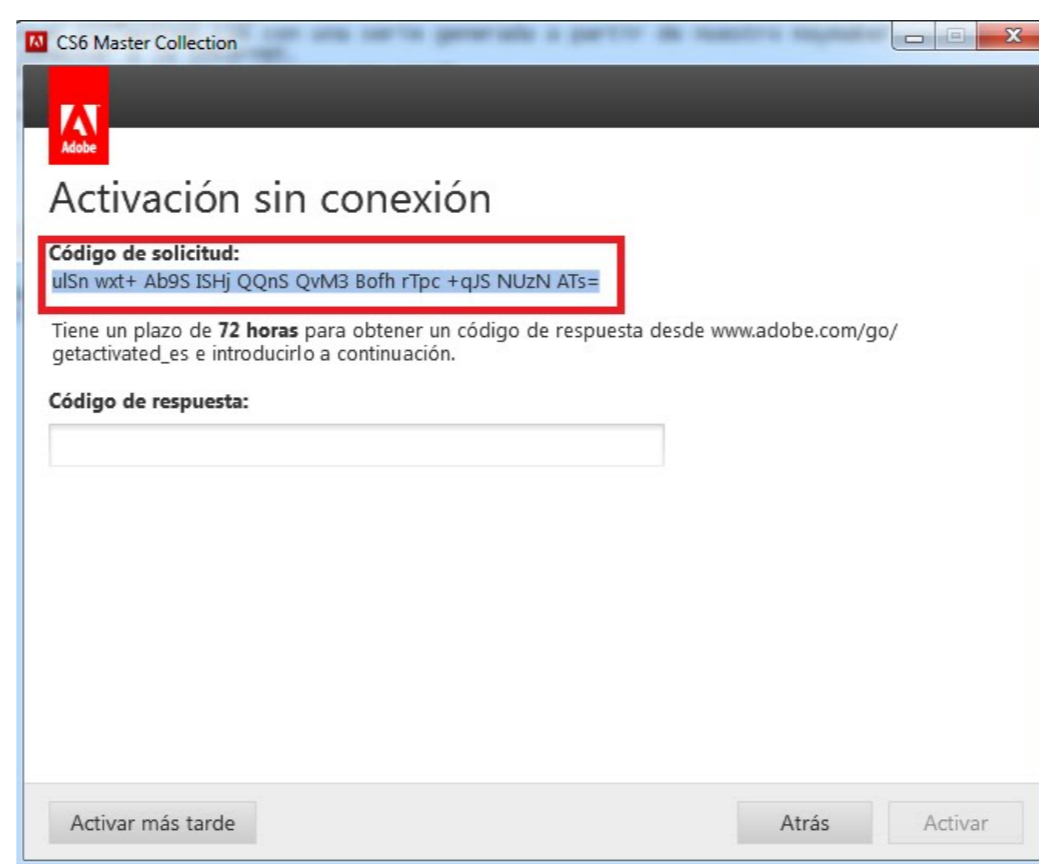 CS6 Master Collection
Adobe
Activación sin conexión
Código de solicitud:
ulSn wxt+ Ab9S ISHj QQnS QvM3 Bofh rTpc +qJS NUzN ATs=
Tiene un plazo de 72 horas para obtener un código de respuesta desde www.adobe.com/go/
getactivated_es e introducirlo a continuación.
Código de respuesta:
Activar más tarde
Atrás
Activar